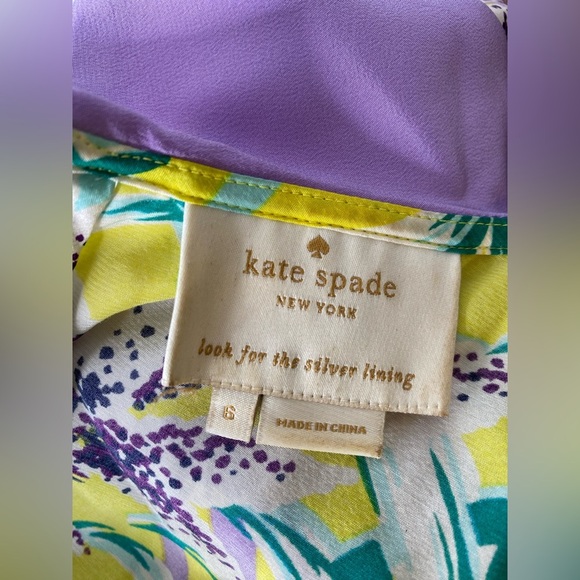 kate spade
NEW YORK
look for the silver lining
6
MADE IN CHINA